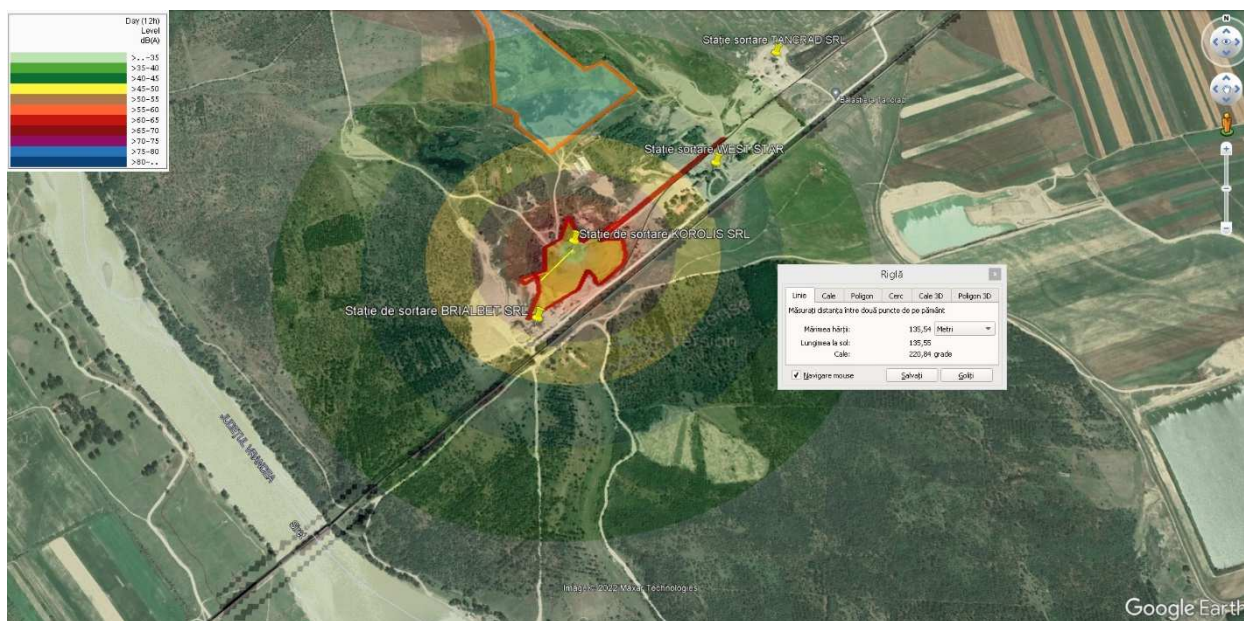 Day (12h)
Level
dB(A)
>..-35
>35-40
>40-45
>45-50
>50-55
>55-60
>60-65
>65-70
>70-75
>75-80
>80-..
N
Stație sortare TANCRAD SRL
Stație sortare WEST STAR
Stație de sortare KOROLIS SRL
Stație de sortare BRIALBET SRL
Riglă
Linie
Cale
Poligon
Cerc
Cale 3D
Poligon 3D
Măsurați distanța între două puncte de pe pământ
Mărimea hărții: 135,54 Metri
Lungimea la sol: 135,55
Cale: 220,84 grade
Navigare mouse
Salvați
Goliți
JUDEȚUL VRANCEA
Siret
Image © 2022 Maxar Technologies
Google Earth